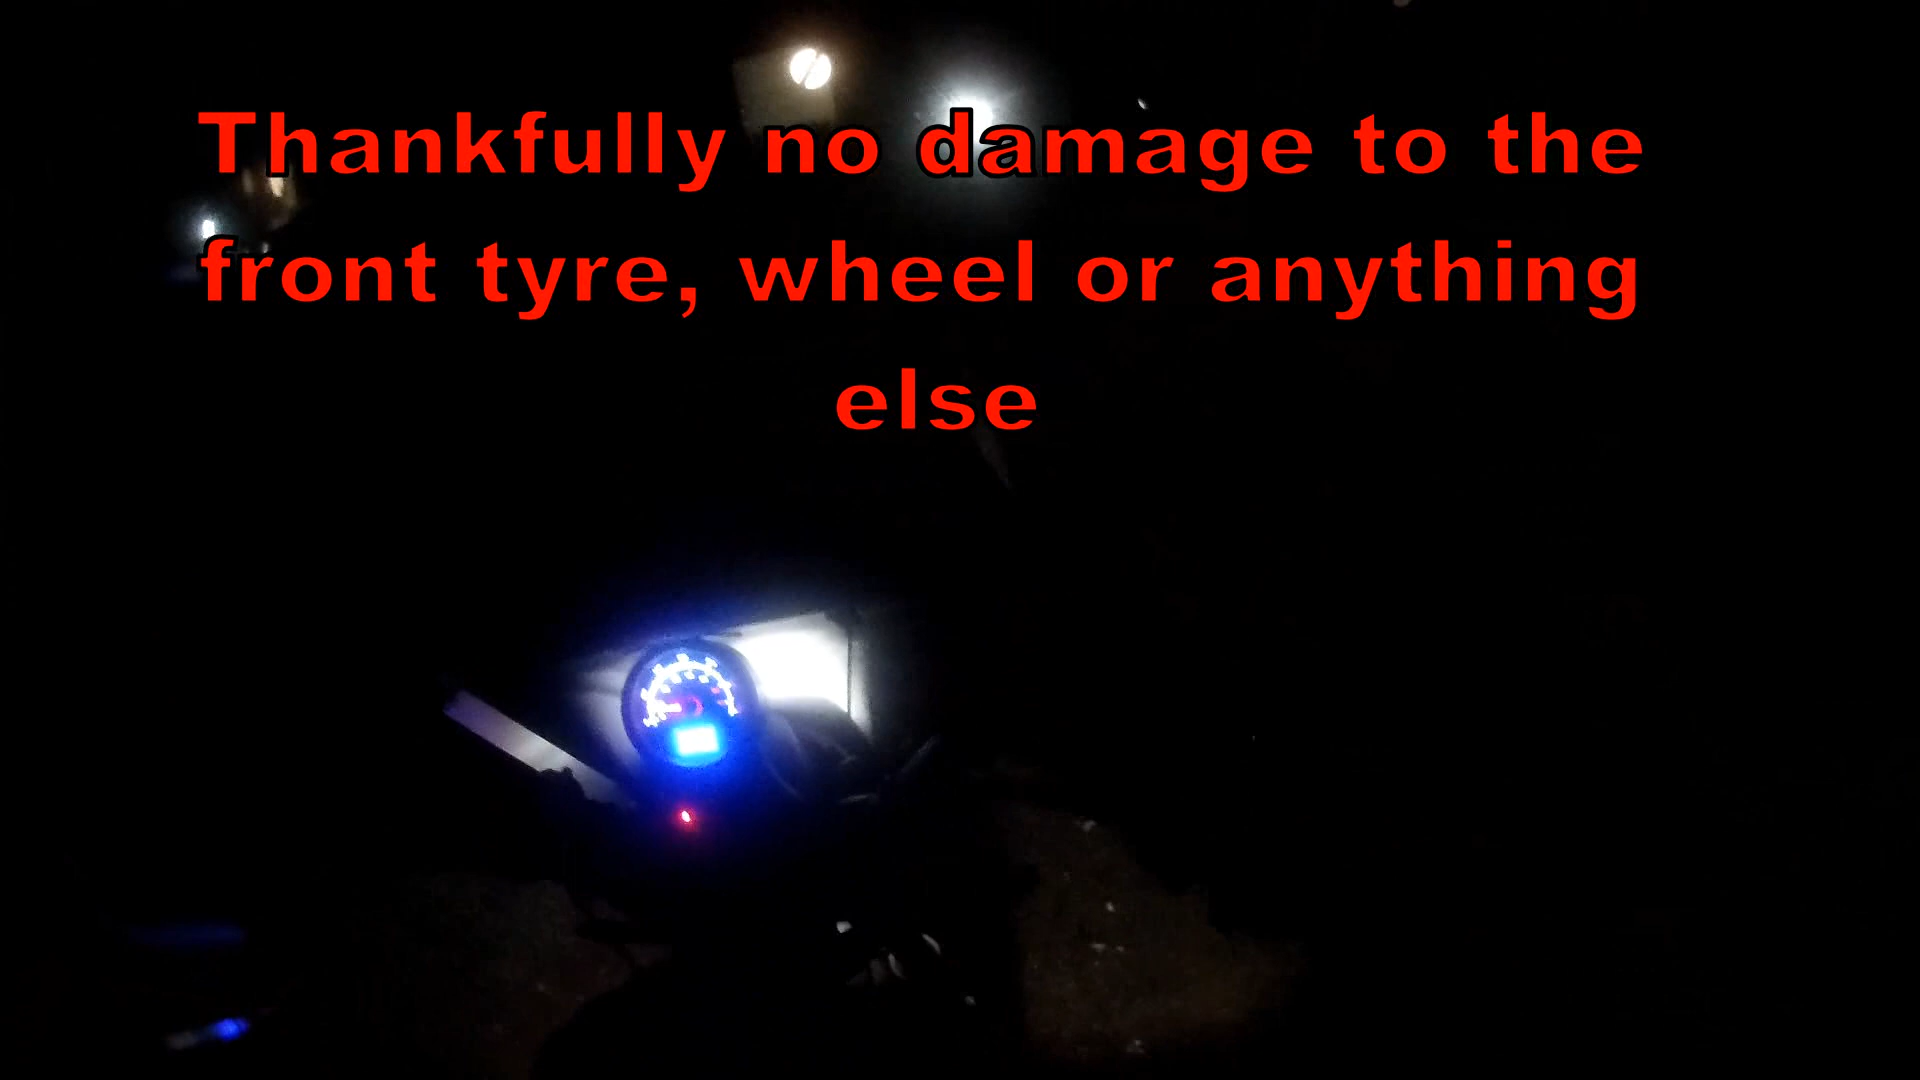 Thankfully no damage to the
front tyre, wheel or anything
else